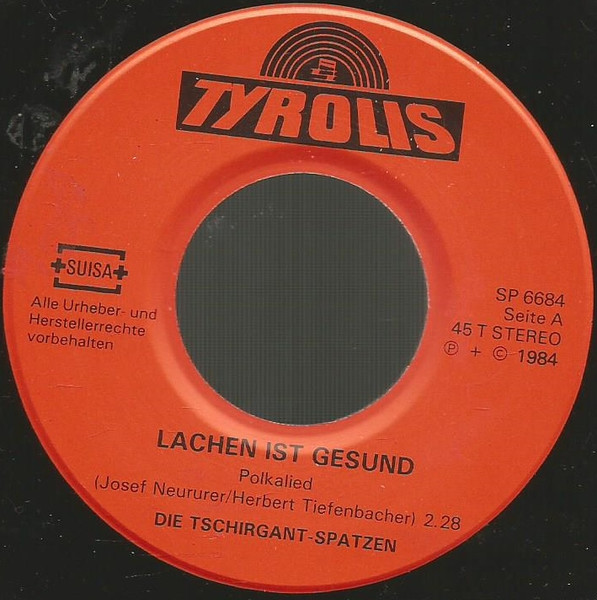 TYROLIS
+SUISA+
Alle Urheber- und
Herstellerrechte
vorbehalten
SP 6684
Seite A
45 T STEREO
Ⓟ + © 1984
LACHEN IST GESUND
Polkalied
(Josef Neururer/Herbert Tiefenbacher) 2.28
DIE TSCHIRGANT-SPATZEN